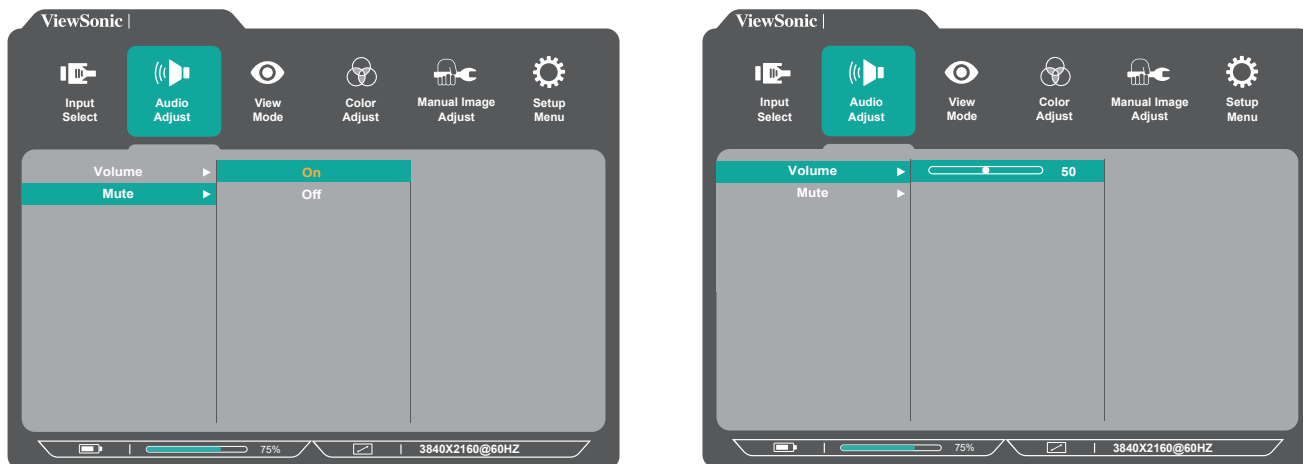 ViewSonic
Input Select
Audio Adjust
View Mode
Color Adjust
Manual Image Adjust
Setup Menu
Volume
On
Mute
Off
75%
3840X2160@60HZ
ViewSonic
Input Select
Audio Adjust
View Mode
Color Adjust
Manual Image Adjust
Setup Menu
Volume
50
Mute
75%
3840X2160@60HZ